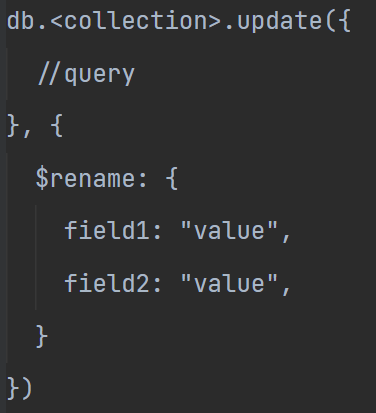 db.<collection>.update({
//query
}, {
$rename: {
field1: "value",
field2: "value",
}
})